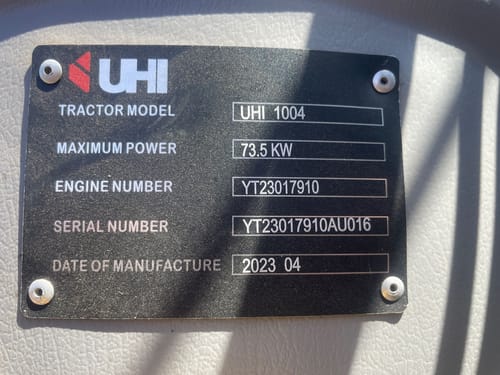 UHI
TRACTOR MODEL UHI 1004
MAXIMUM POWER 73.5 KW
ENGINE NUMBER YT23017910
SERIAL NUMBER YT23017910AU016
DATE OF MANUFACTURE 2023 04